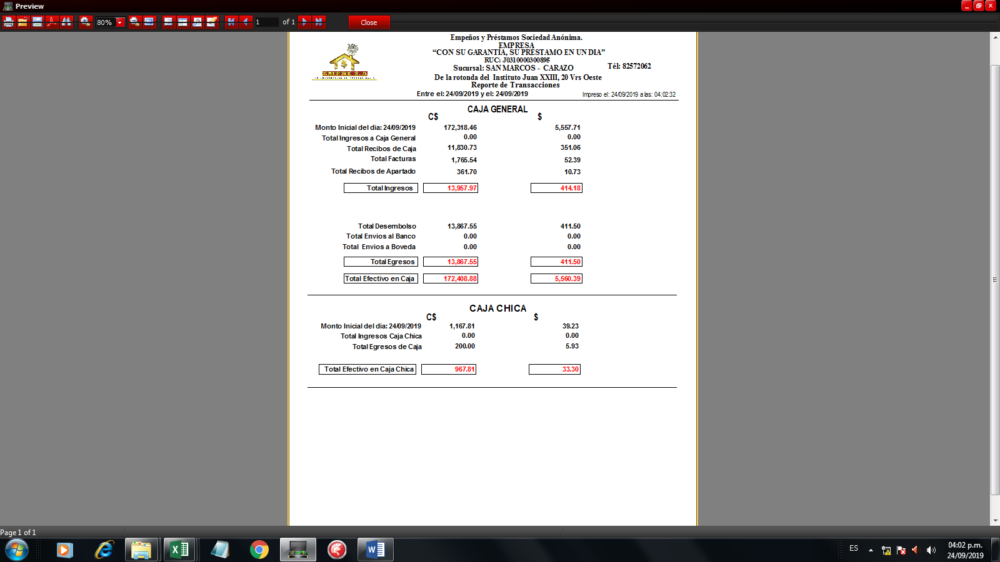 Preview
80%
1 of 1
Close
Empeños y Préstamos Sociedad Anónima.
EMPRESA
“CON SU GARANTIA, SU PRESTAMO EN UN DIA”
RUC: J0310000300895
Sucursal: SAN MARCOS - CARAZO
Tél: 82572062
De la rotonda del Instituto Juan XXIII, 20 Vrs Oeste
Reporte de Transacciones
Entre el: 24/09/2019 y el: 24/09/2019
Impreso el: 24/09/2019 a las: 04:02:32
EMPRE S.A
CAJA GENERAL
C$ $
Monto Inicial del dia: 24/09/2019 172,318.46 5,557.71
Total Ingresos a Caja General 0.00 0.00
Total Recibos de Caja 11,830.73 351.06
Total Facturas 1,765.54 52.39
Total Recibos de Apartado 361.70 10.73
Total Ingresos 13,957.97 414.18
Total Desembolso 13,867.55 411.50
Total Envios al Banco 0.00 0.00
Total Envios a Boveda 0.00 0.00
Total Egresos 13,867.55 411.50
Total Efectivo en Caja 172,408.88 5,560.39
CAJA CHICA
C$ $
Monto Inicial del dia: 24/09/2019 1,167.81 39.23
Total Ingresos Caja Chica 0.00 0.00
Total Egresos de Caja 200.00 5.93
Total Efectivo en Caja Chica 967.81 33.30
Page 1 of 1
ES
04:02 p.m.
24/09/2019